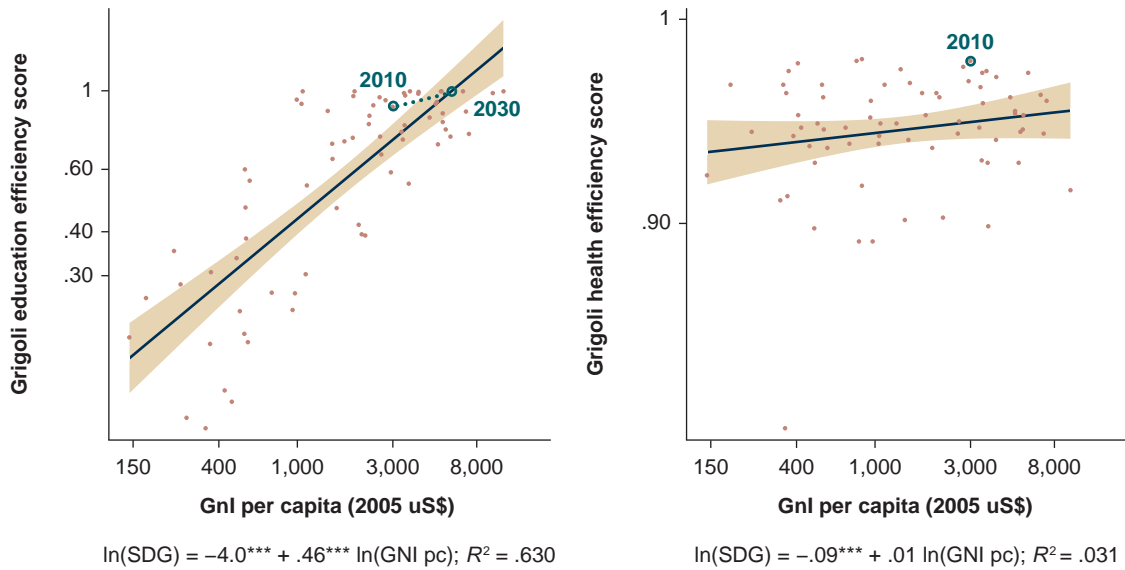 Grigoli education efficiency score
1
.60
.40
.30
2010
2030
150 400 1,000 3,000 8,000
GnI per capita (2005 uS$)
ln(SDG) = −4.0*** + .46*** ln(GNI pc); R² = .630
Grigoli health efficiency score
1
.90
2010
150 400 1,000 3,000 8,000
GnI per capita (2005 uS$)
ln(SDG) = −.09*** + .01 ln(GNI pc); R² = .031